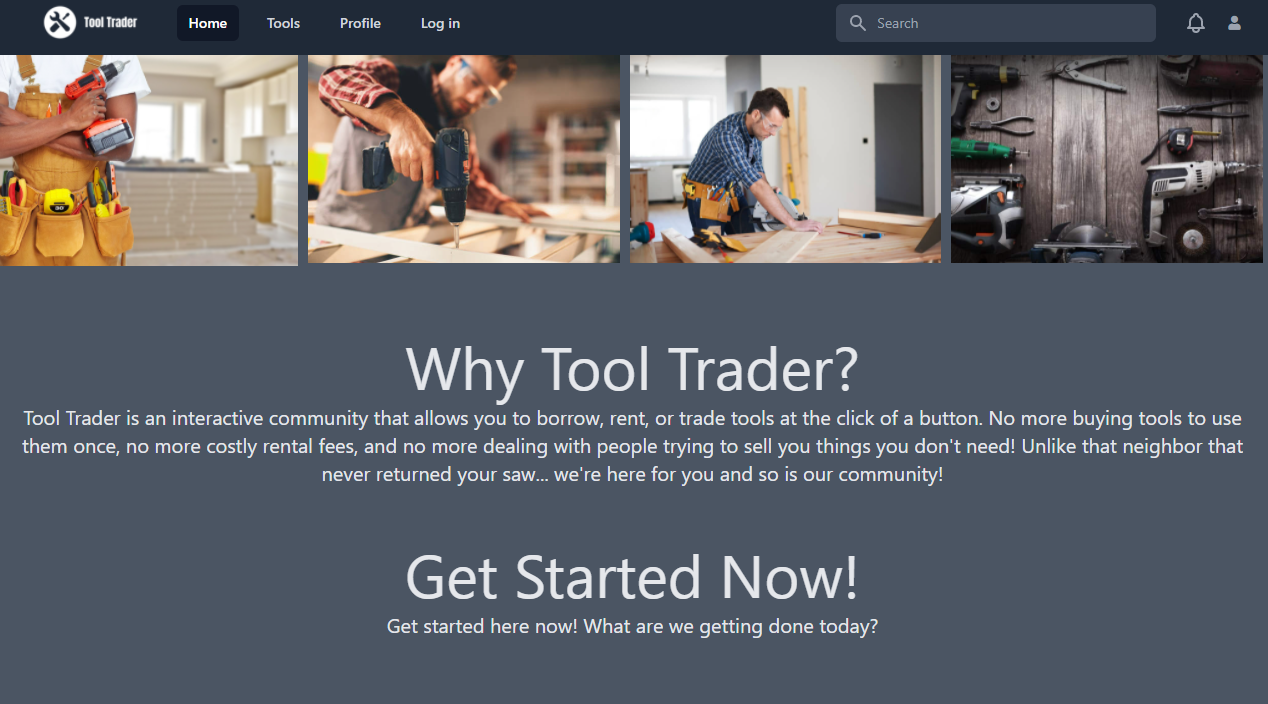 Tool Trader
Home
Tools
Profile
Log in
Search
Why Tool Trader?
Tool Trader is an interactive community that allows you to borrow, rent, or trade tools at the click of a button. No more buying tools to use
them once, no more costly rental fees, and no more dealing with people trying to sell you things you don't need! Unlike that neighbor that
never returned your saw... we're here for you and so is our community!
Get Started Now!
Get started here now! What are we getting done today?